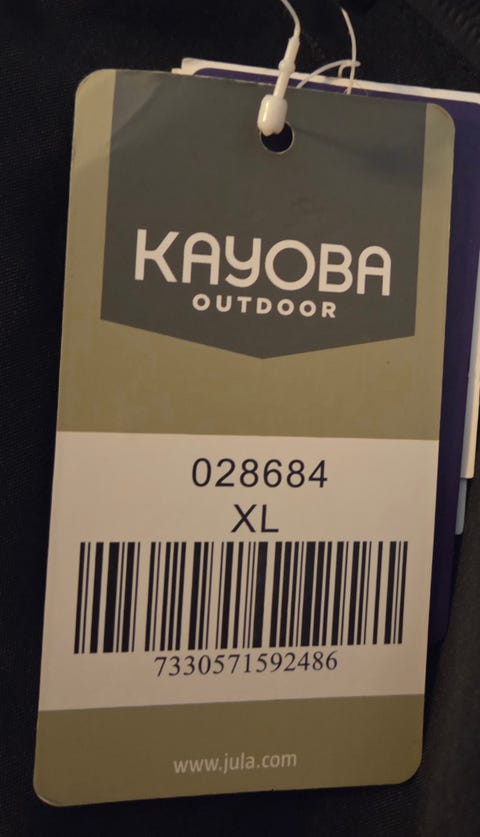 KAYOBA
OUTDOOR
028684
XL
7330571592486
www.jula.com